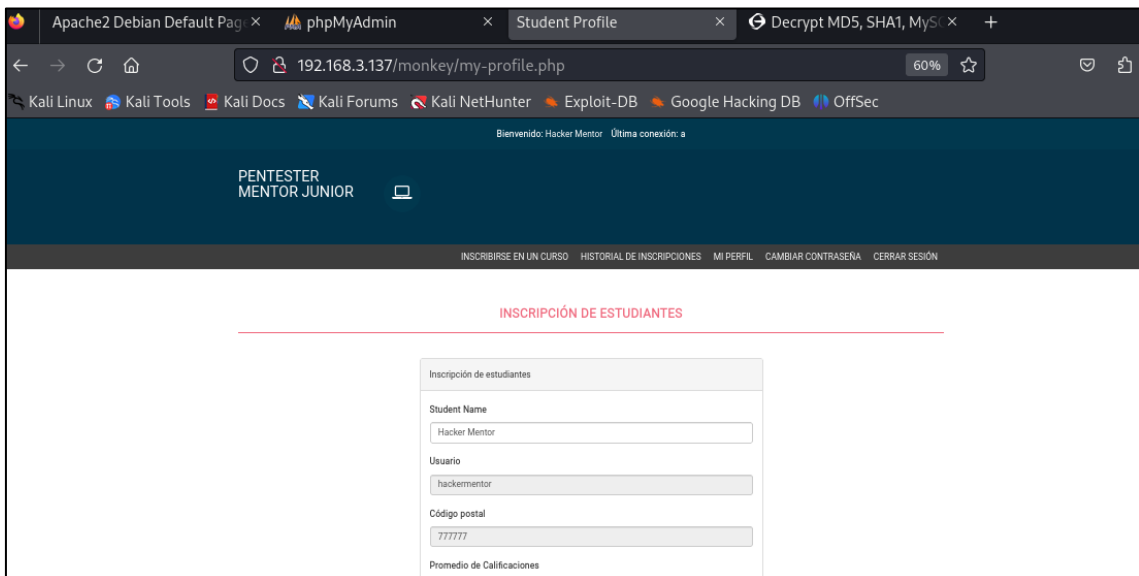 Apache2 Debian Default Pag
phpMyAdmin
Student Profile
Decrypt MD5, SHA1, MyS
192.168.3.137/monkey/my-profile.php
60%
Kali Linux Kali Tools Kali Docs Kali Forums Kali NetHunter Exploit-DB Google Hacking DB OffSec
Bienvenido: Hacker Mentor Última conexión: a
PENTESTER
MENTOR JUNIOR
INSCRIBIRSE EN UN CURSO HISTORIAL DE INSCRIPCIONES MI PERFIL CAMBIAR CONTRASEÑA CERRAR SESIÓN
INSCRIPCIÓN DE ESTUDIANTES
Inscripción de estudiantes
Student Name
Hacker Mentor
Usuario
hackermentor
Código postal
777777
Promedio de Calificaciones